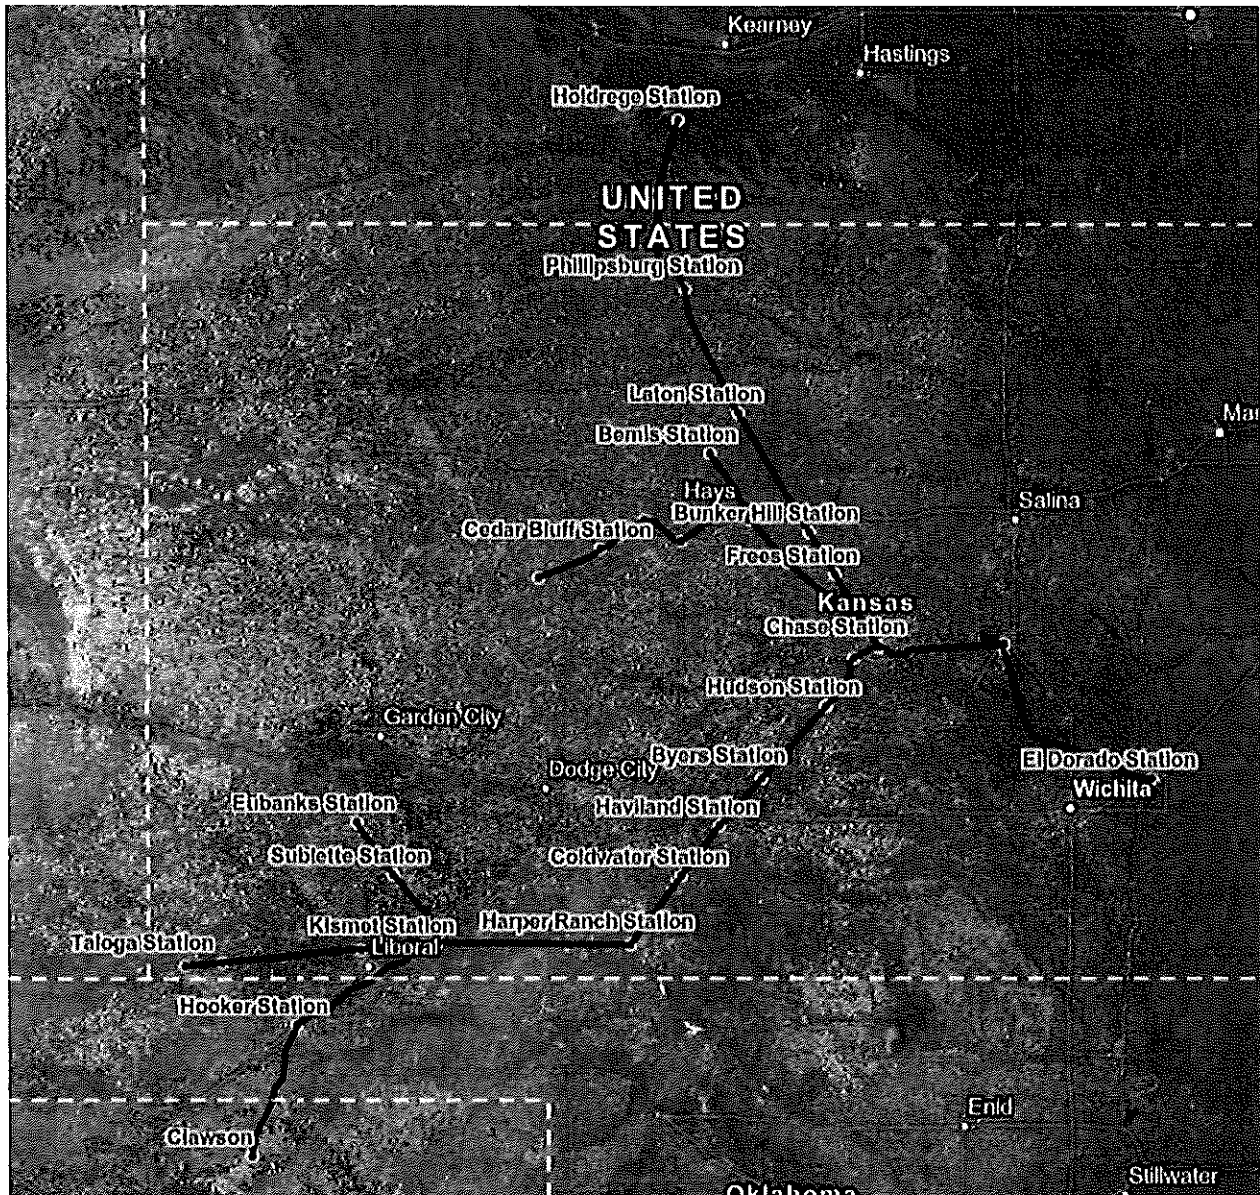 Kearney
Hastings
Holdrege Station
UNITED
STATES
Phillipsburg Station
Laton Station
Bemis Station
Hays
Salina
Bunker Hill Station
Cedar Bluff Station
Frees Station
Kansas
Chase Station
Hudson Station
Garden City
Byers Station
El Dorado Station
Dodge City
Wichita
Eubanks Station
Haviland Station
Sublette Station
Coldwater Station
Kismet Station
Harper Ranch Station
Taloga Station
Liberal
Hooker Station
Enid
Clawson
Stillwater
Oklahoma